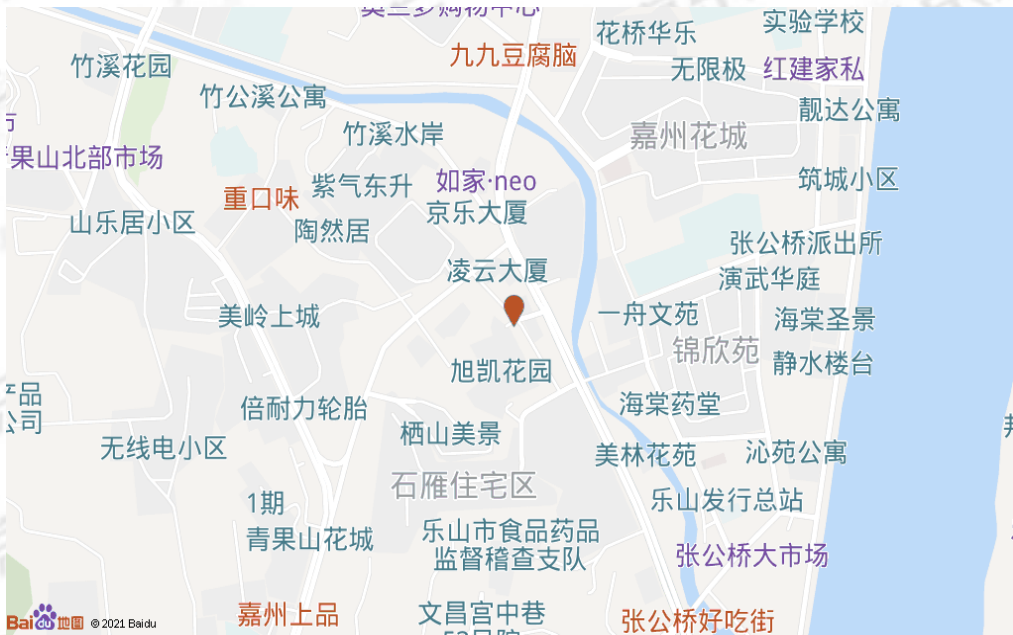 奥兰多购物中心
花桥华乐
实验学校
九九豆腐脑
竹溪花园
无限极
红建家私
竹公溪公寓
靓达公寓
竹溪水岸
嘉州花城
青果山北部市场
如家·neo
紫气东升
筑城小区
重口味
京乐大厦
山乐居小区
陶然居
张公桥派出所
凌云大厦
演武华庭
美岭上城
一舟文苑
海棠圣景
锦欣苑
静水楼台
旭凯花园
产品
公司
倍耐力轮胎
海棠药堂
栖山美景
无线电小区
美林花苑
沁苑公寓
石雁住宅区
1期
乐山发行总站
青果山花城
乐山市食品药品
监督稽查支队
张公桥大市场
嘉州上品
文昌宫中巷
张公桥好吃街
Bai du 地图
© 2021 Baidu